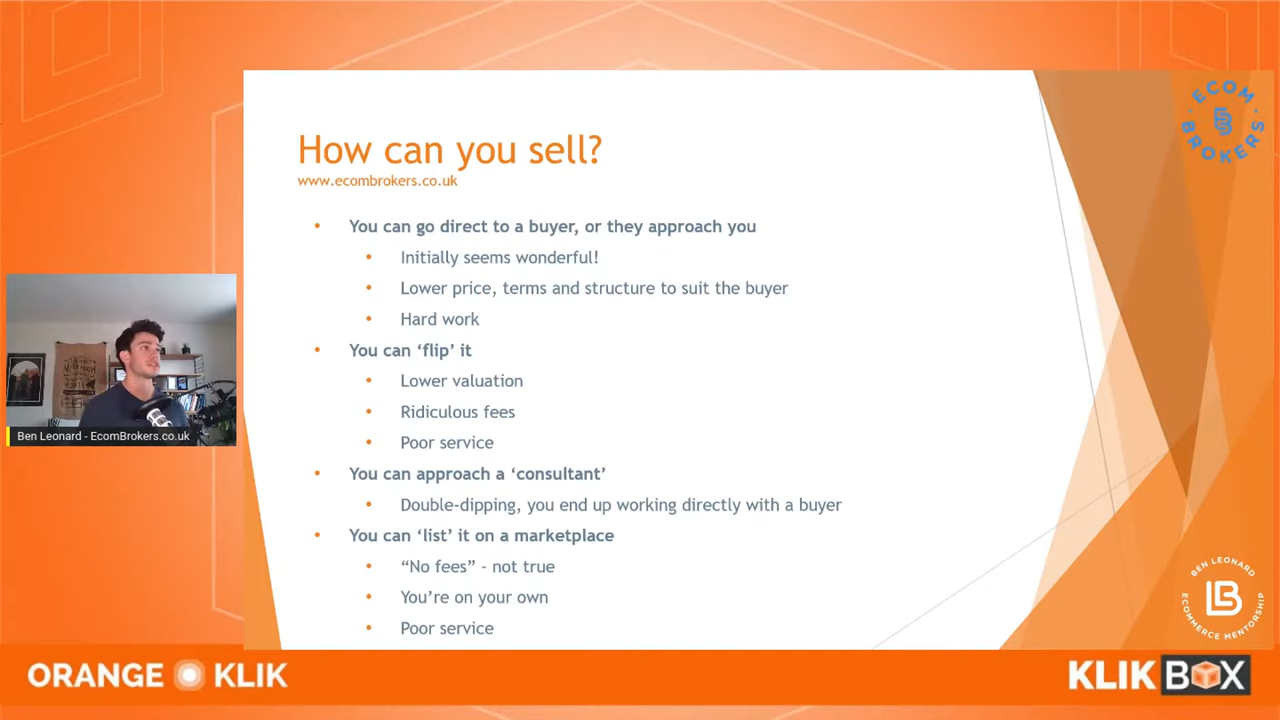 How can you sell?
www.ecombrokers.co.uk
• You can go direct to a buyer, or they approach you
• Initially seems wonderful!
• Lower price, terms and structure to suit the buyer
• Hard work
• You can ‘flip’ it
• Lower valuation
• Ridiculous fees
• Poor service
• You can approach a ‘consultant’
• Double-dipping, you end up working directly with a buyer
• You can ‘list’ it on a marketplace
• “No fees” - not true
• You’re on your own
• Poor service
ECOM BROKERS
Ben Leonard - EcomBrokers.co.uk
BEN LEONARD
LB
ECOMMERCE MENTORSHIP
ORANGE KLIK
KLIKBOX